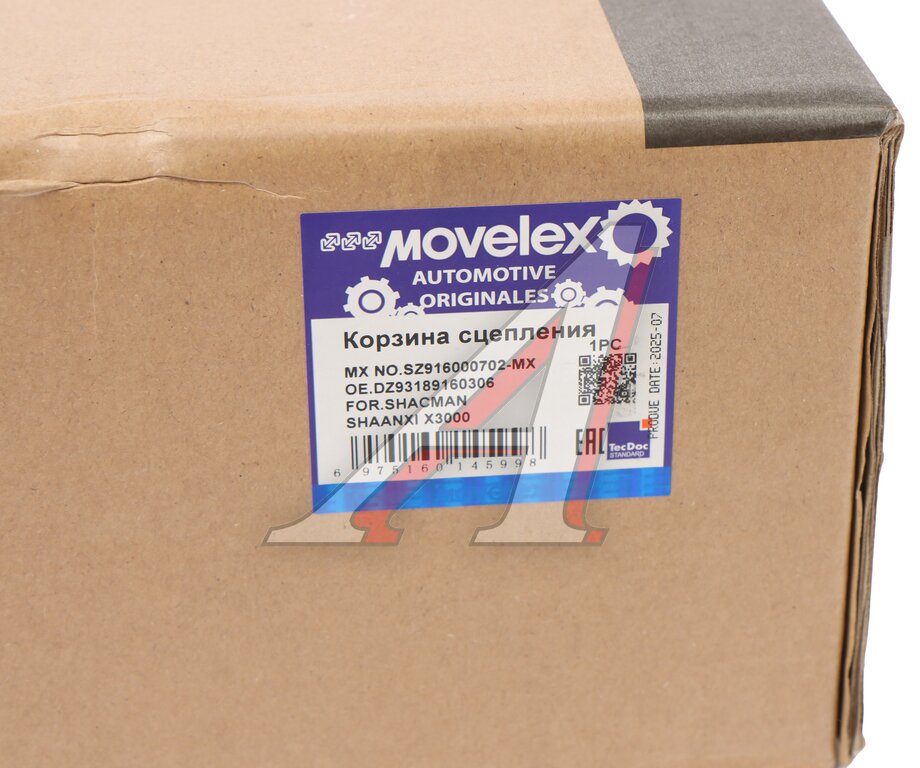 MOVELEX
AUTOMOTIVE
ORIGINALES
Корзина сцепления
1PC
MX NO.SZ916000702-MX
OE.DZ93189160306
FOR.SHACMAN
SHAANXI X3000
PRODUE DATE:2025-07
EAC
TecDoc
STANDARD
6 975160 145998